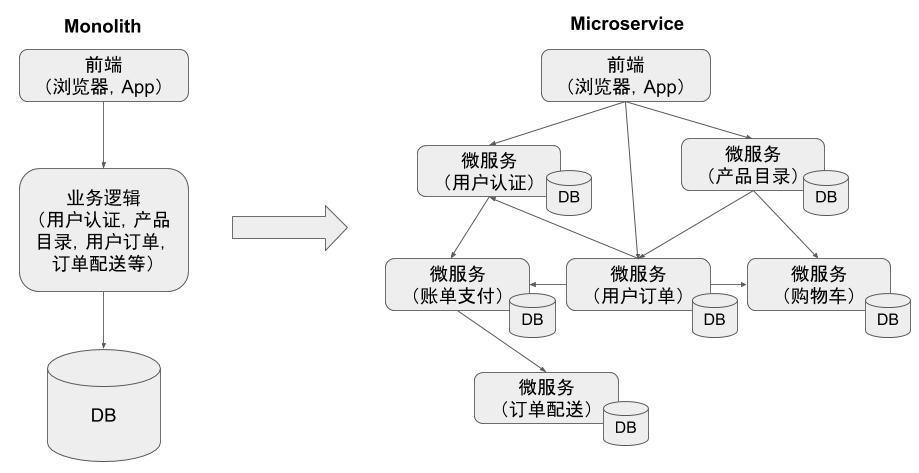 Monolith
前端
（浏览器, App）
业务逻辑
（用户认证, 产品
目录, 用户订单,
订单配送等）
DB
Microservice
前端
（浏览器, App）
微服务
（用户认证）
DB
微服务
（产品目录）
DB
微服务
（账单支付）
DB
微服务
（用户订单）
DB
微服务
（购物车）
DB
微服务
（订单配送）
DB